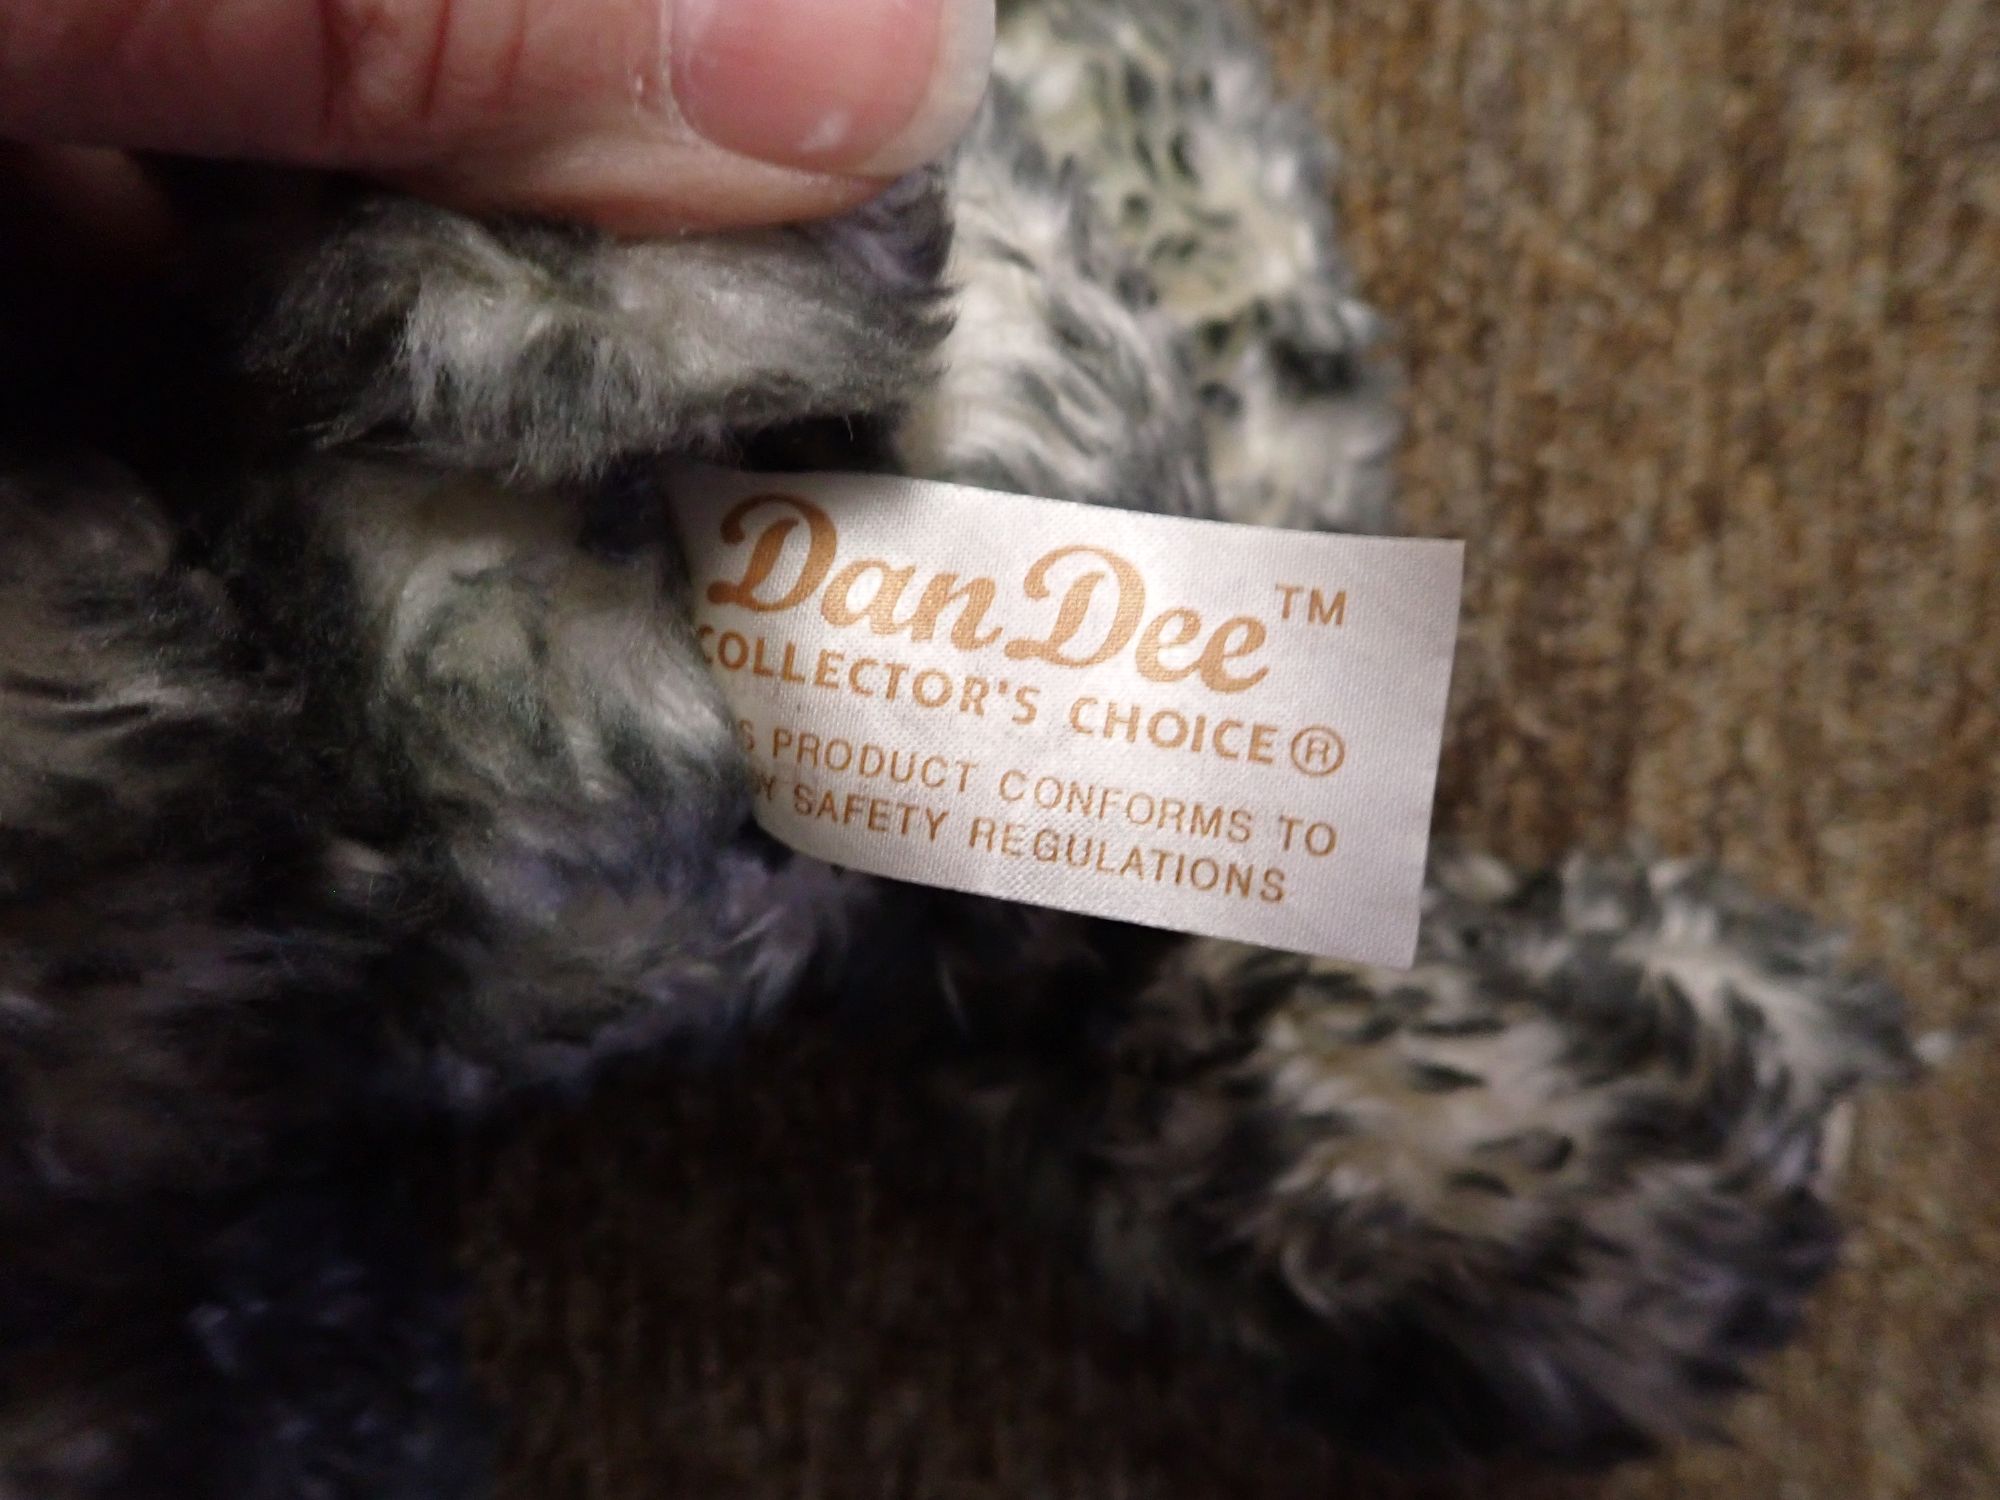 DanDee™
COLLECTOR'S CHOICE®
PRODUCT CONFORMS TO
SAFETY REGULATIONS